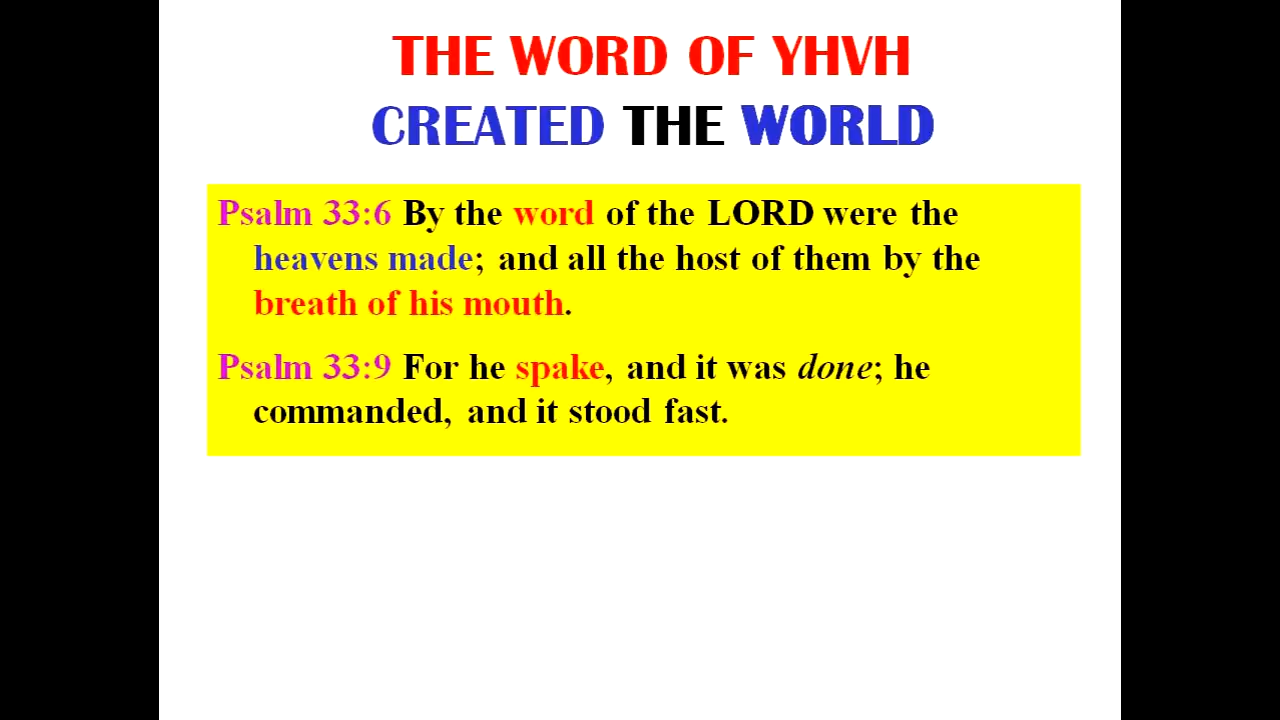 THE WORD OF YHVH
CREATED THE WORLD
Psalm 33:6 By the word of the LORD were the
heavens made; and all the host of them by the
breath of his mouth.
Psalm 33:9 For he spake, and it was done; he
commanded, and it stood fast.